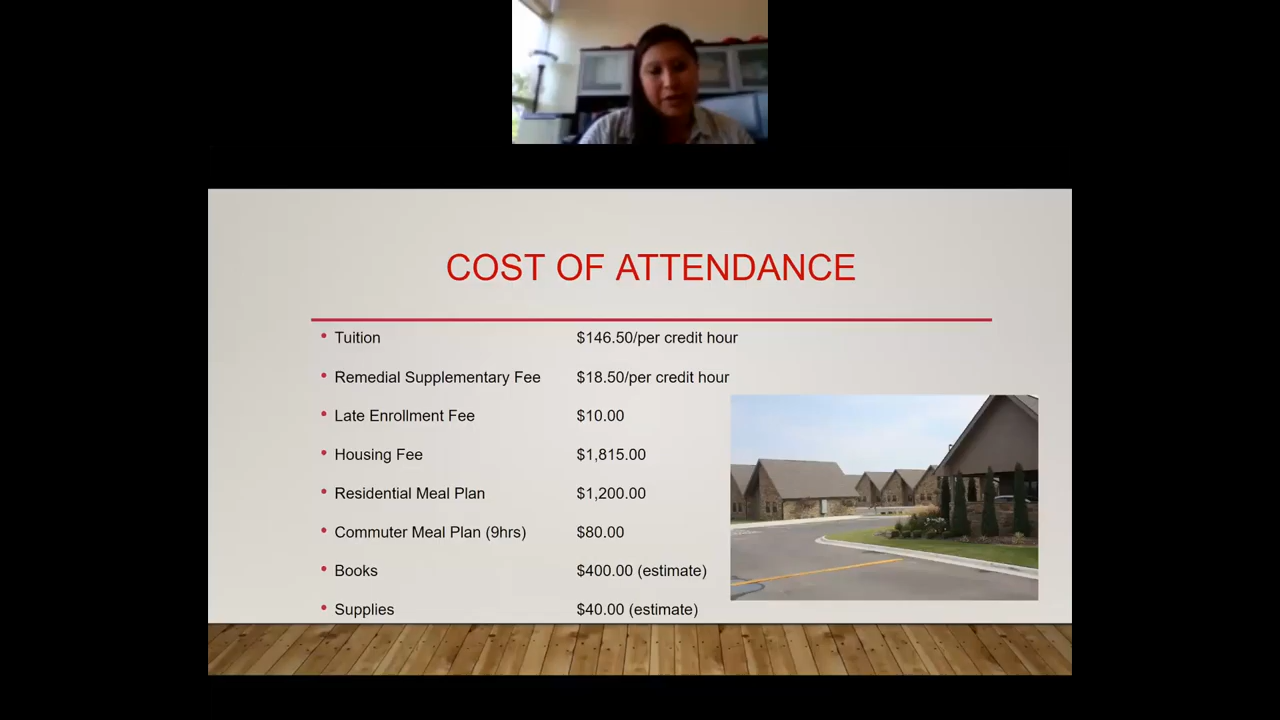 COST OF ATTENDANCE
• Tuition $146.50/per credit hour
• Remedial Supplementary Fee $18.50/per credit hour
• Late Enrollment Fee $10.00
• Housing Fee $1,815.00
• Residential Meal Plan $1,200.00
• Commuter Meal Plan (9hrs) $80.00
• Books $400.00 (estimate)
• Supplies $40.00 (estimate)